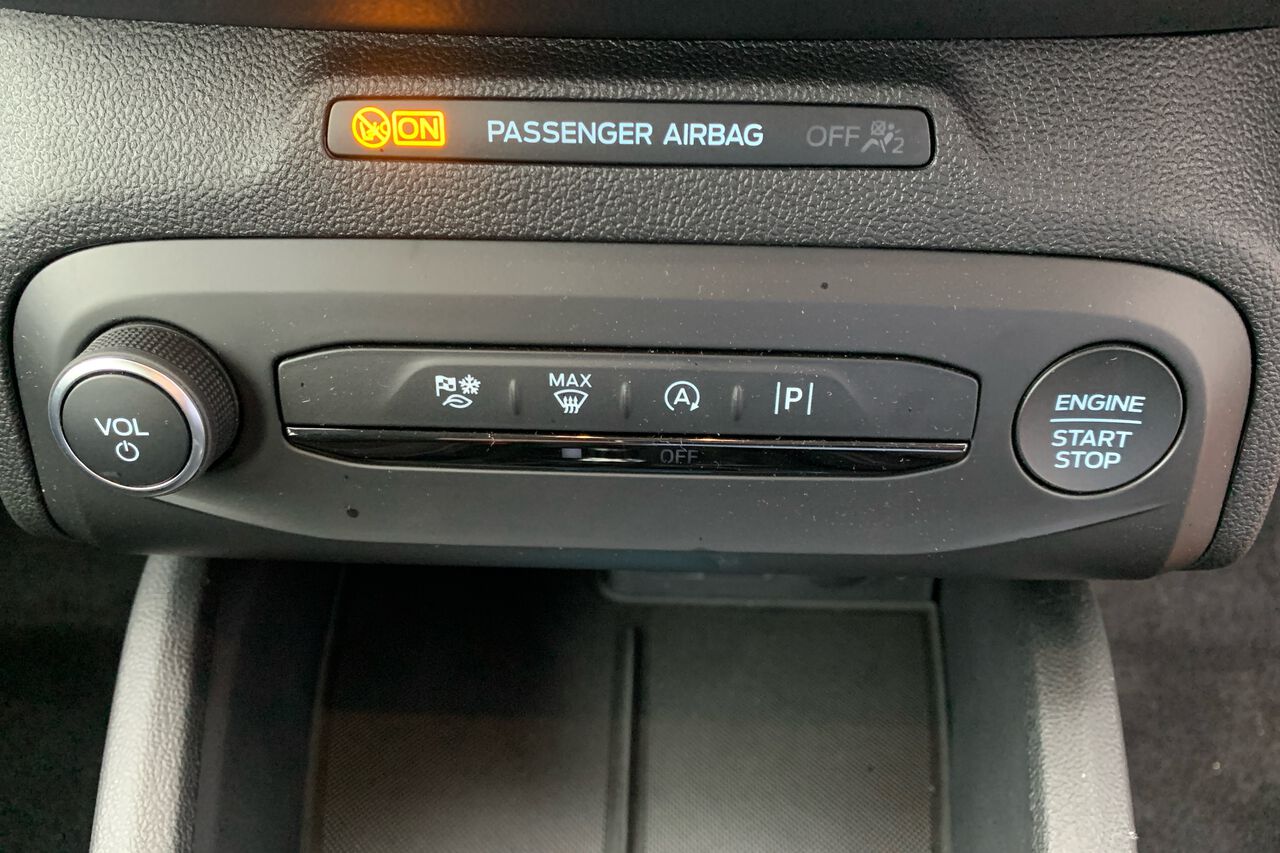 ON PASSENGER AIRBAG OFF 2
VOL
MAX
A
P
OFF
ENGINE
START
STOP